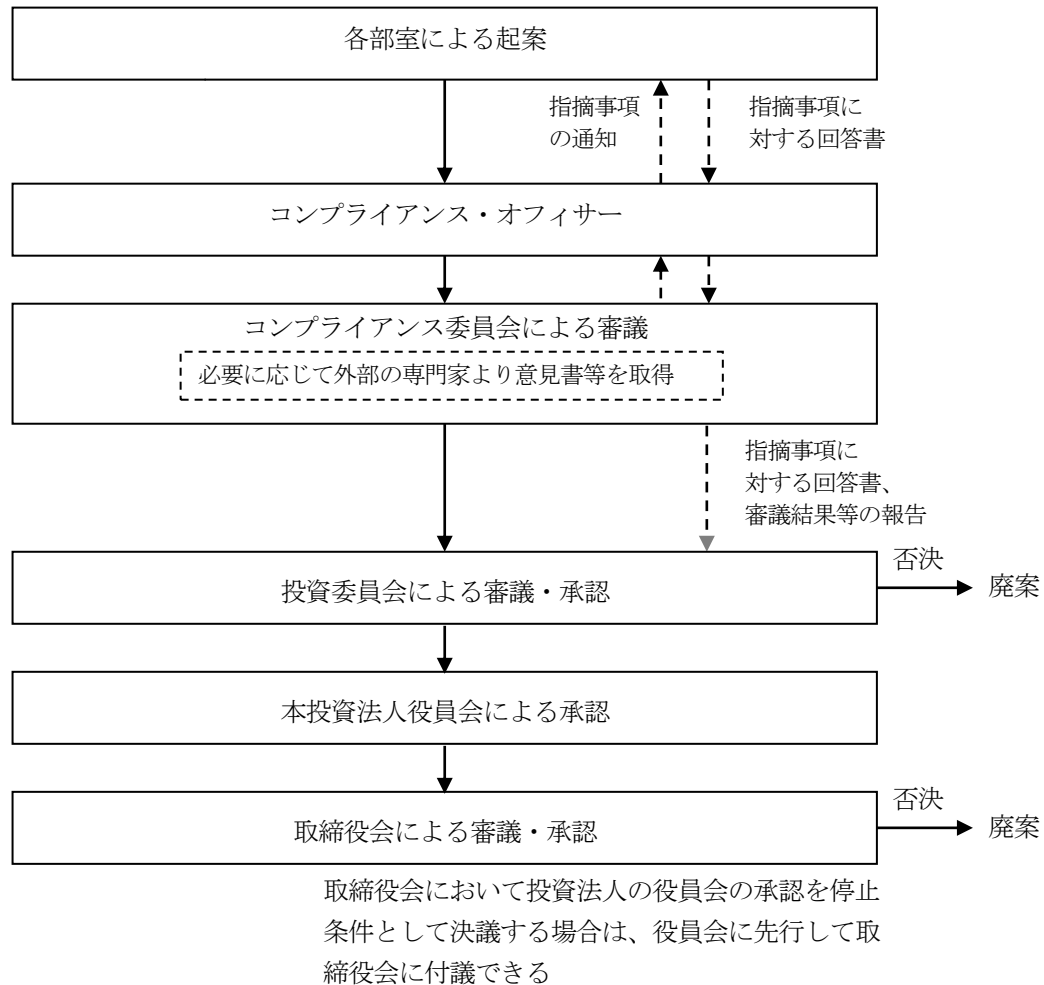 各部室による起案
指摘事項
の通知
指摘事項に
対する回答書
コンプライアンス・オフィサー
コンプライアンス委員会による審議
必要に応じて外部の専門家より意見書等を取得
指摘事項に
対する回答書、
審議結果等の報告
投資委員会による審議・承認
否決
廃案
本投資法人役員会による承認
取締役会による審議・承認
否決
廃案
取締役会において投資法人の役員会の承認を停止
条件として決議する場合は、役員会に先行して取
締役会に付議できる